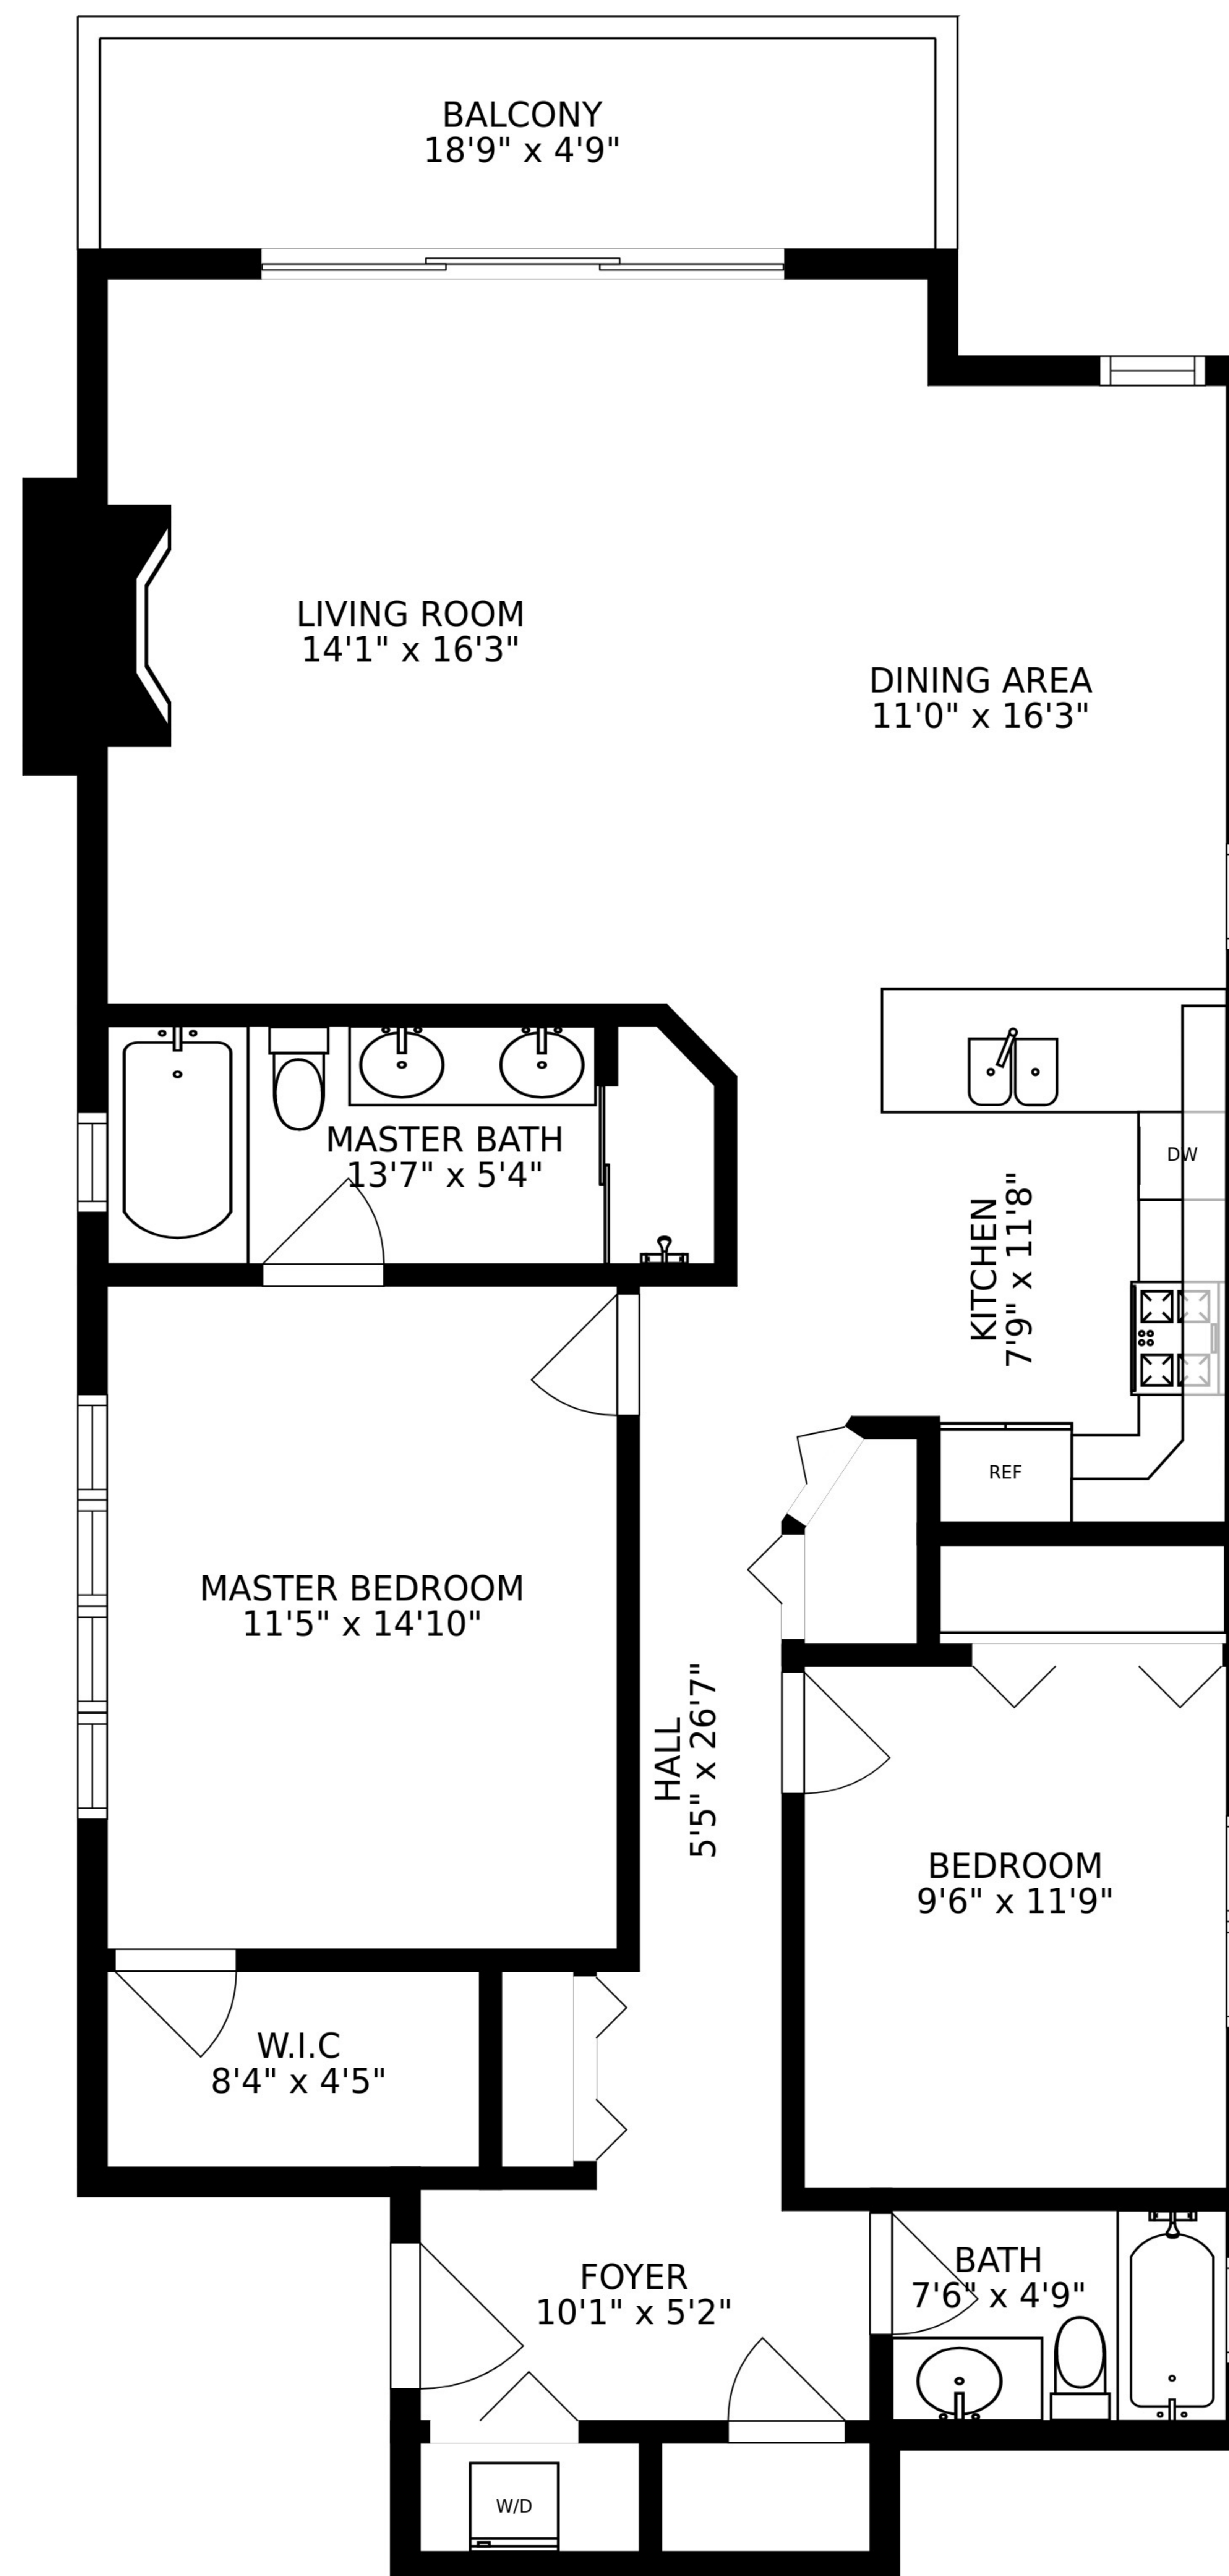 BALCONY
18'9" x 4'9"
LIVING ROOM
14'1" x 16'3"
DINING AREA
11'0" x 16'3"
MASTER BATH
13'7" x 5'4"
DW
KITCHEN
7'9" x 11'8"
REF
MASTER BEDROOM
11'5" x 14'10"
HALL
5'5" x 26'7"
BEDROOM
9'6" x 11'9"
W.I.C
8'4" x 4'5"
FOYER
10'1" x 5'2"
BATH
7'6" x 4'9"
W/D